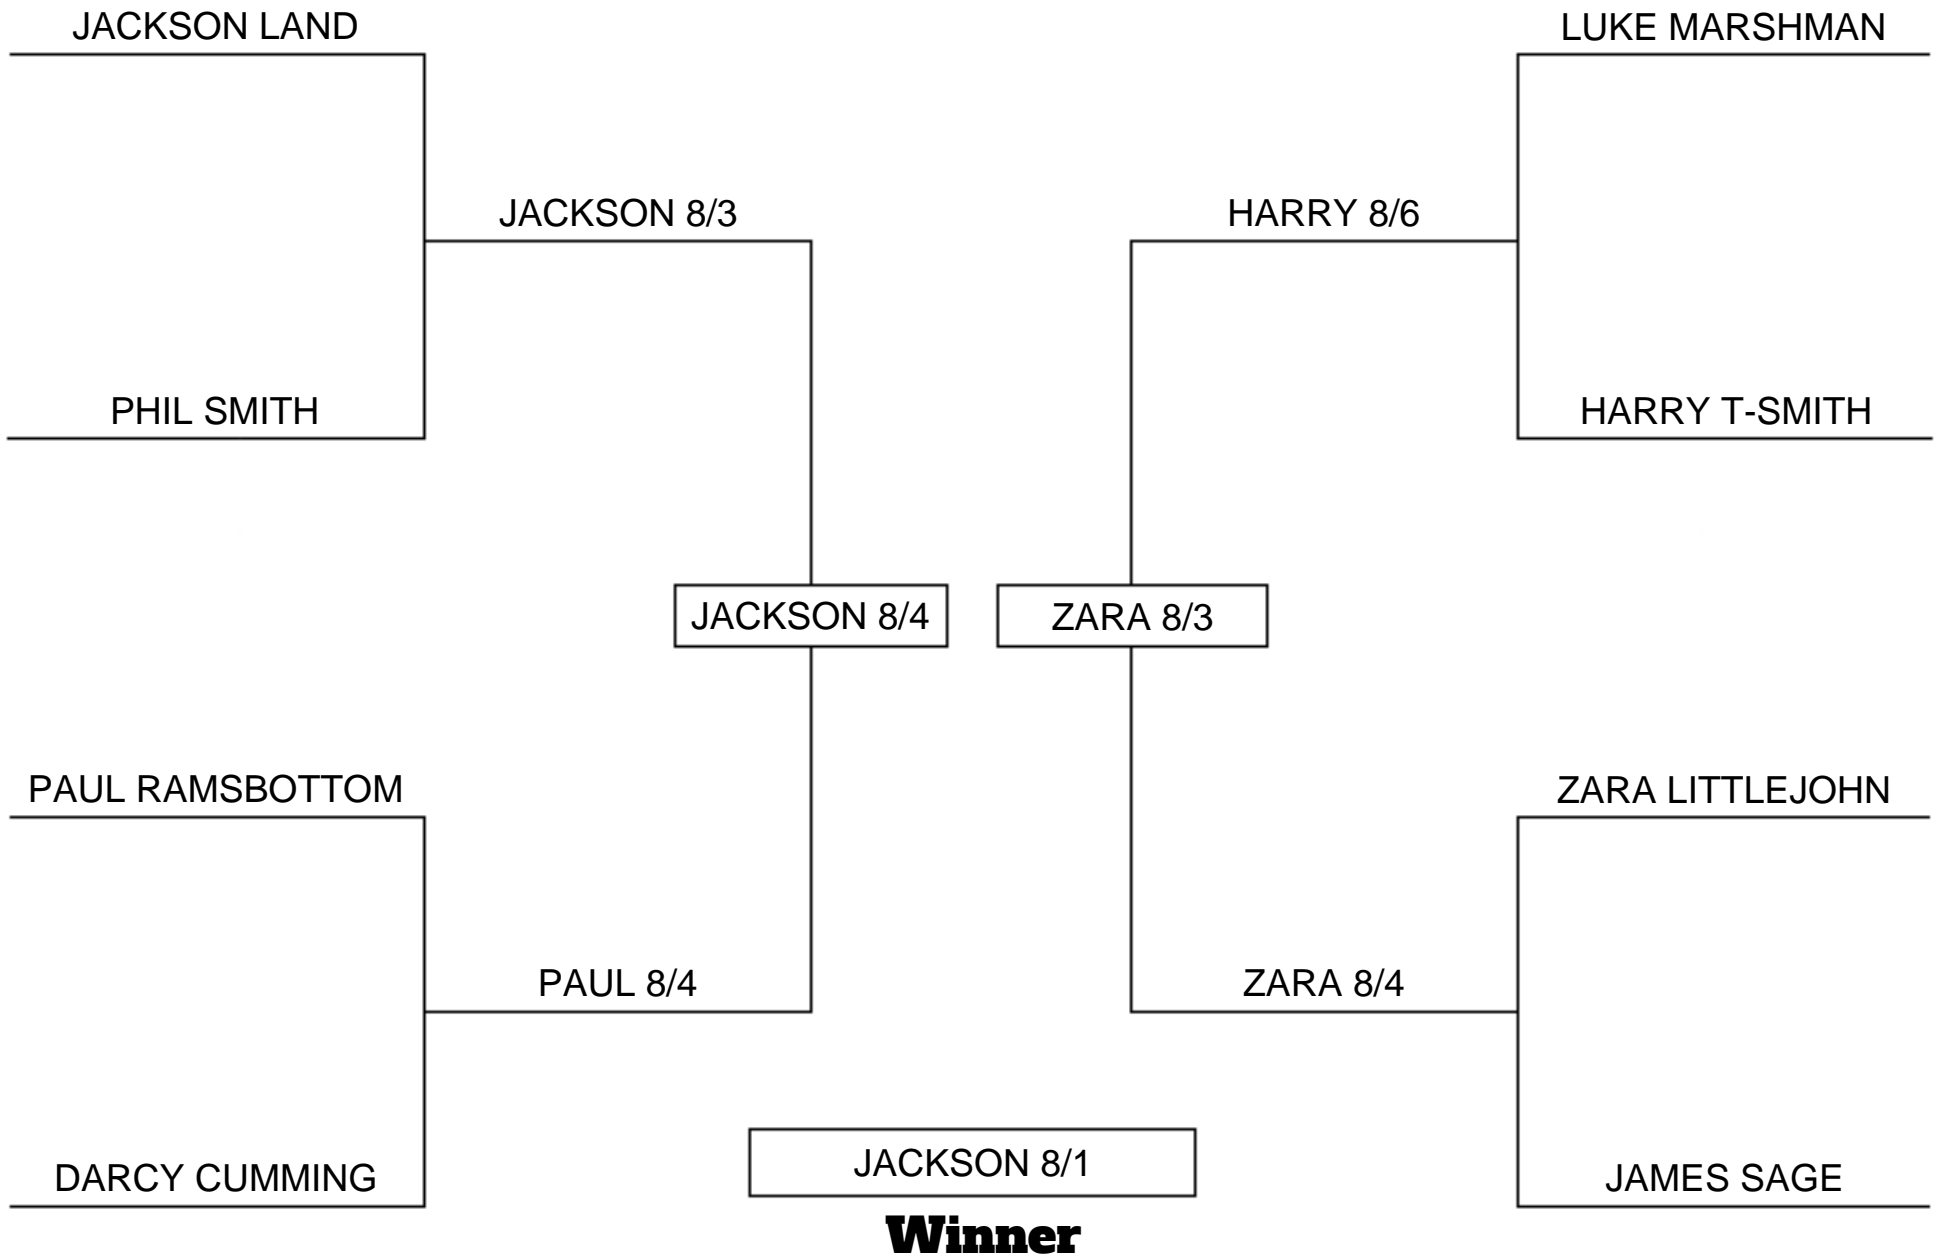 JACKSON LAND
LUKE MARSHMAN
JACKSON 8/3
HARRY 8/6
PHIL SMITH
HARRY T-SMITH
JACKSON 8/4
ZARA 8/3
PAUL RAMSBOTTOM
ZARA LITTLEJOHN
PAUL 8/4
ZARA 8/4
JACKSON 8/1
DARCY CUMMING
JAMES SAGE
Winner